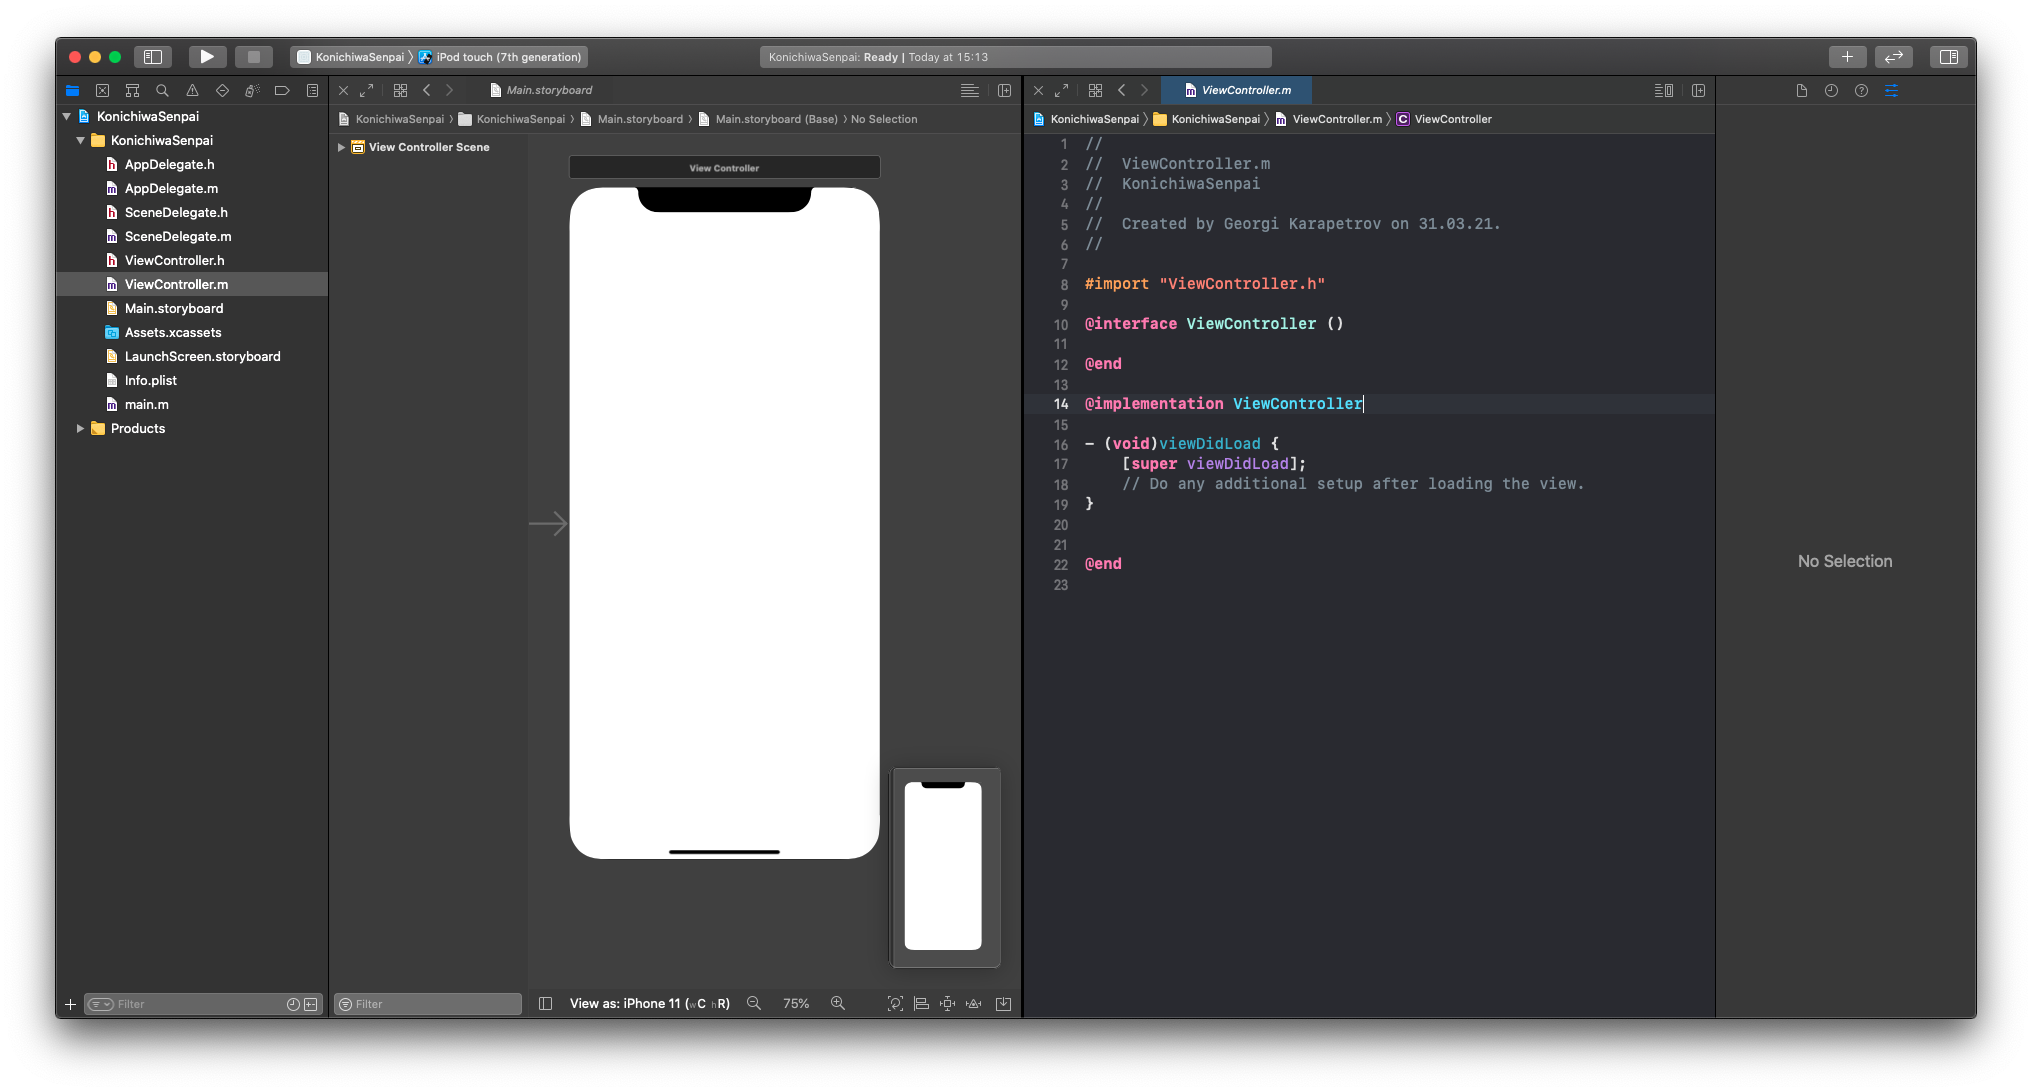 KonichiwaSenpai 〉 iPod touch (7th generation)
KonichiwaSenpai: Ready | Today at 15:13
KonichiwaSenpai
KonichiwaSenpai
h AppDelegate.h
m AppDelegate.m
h SceneDelegate.h
m SceneDelegate.m
h ViewController.h
m ViewController.m
Main.storyboard
Assets.xcassets
LaunchScreen.storyboard
Info.plist
m main.m
Products
Filter
Main.storyboard
KonichiwaSenpai 〉 KonichiwaSenpai 〉 Main.storyboard 〉 Main.storyboard (Base) 〉 No Selection
View Controller Scene
View Controller
Filter
View as: iPhone 11 (wC hR)
75%
m ViewController.m
KonichiwaSenpai 〉 KonichiwaSenpai 〉 m ViewController.m 〉 C ViewController
1 //
2 //  ViewController.m
3 //  KonichiwaSenpai
4 //
5 //  Created by Georgi Karapetrov on 31.03.21.
6 //
7
8 #import "ViewController.h"
9
10 @interface ViewController ()
11
12 @end
13
14 @implementation ViewController
15
16 - (void)viewDidLoad {
17     [super viewDidLoad];
18     // Do any additional setup after loading the view.
19 }
20
21
22 @end
23
No Selection